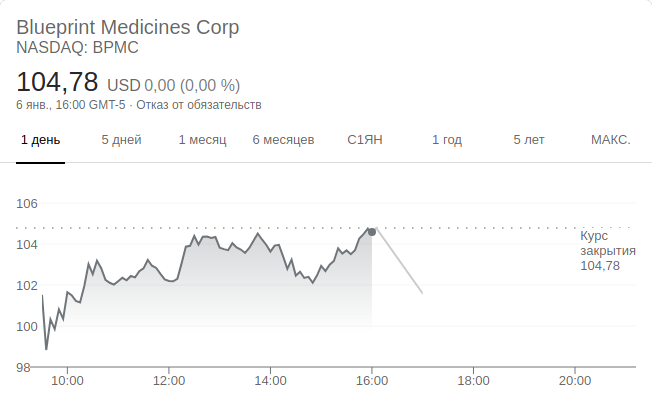 Blueprint Medicines Corp
NASDAQ: BPMC
104,78 USD 0,00 (0,00 %)
6 янв., 16:00 GMT-5 · Отказ от обязательств
1 день 5 дней 1 месяц 6 месяцев С1ЯН 1 год 5 лет МАКС.
106
104
102
100
98
Курс
закрытия
104,78
10:00 12:00 14:00 16:00 18:00 20:00